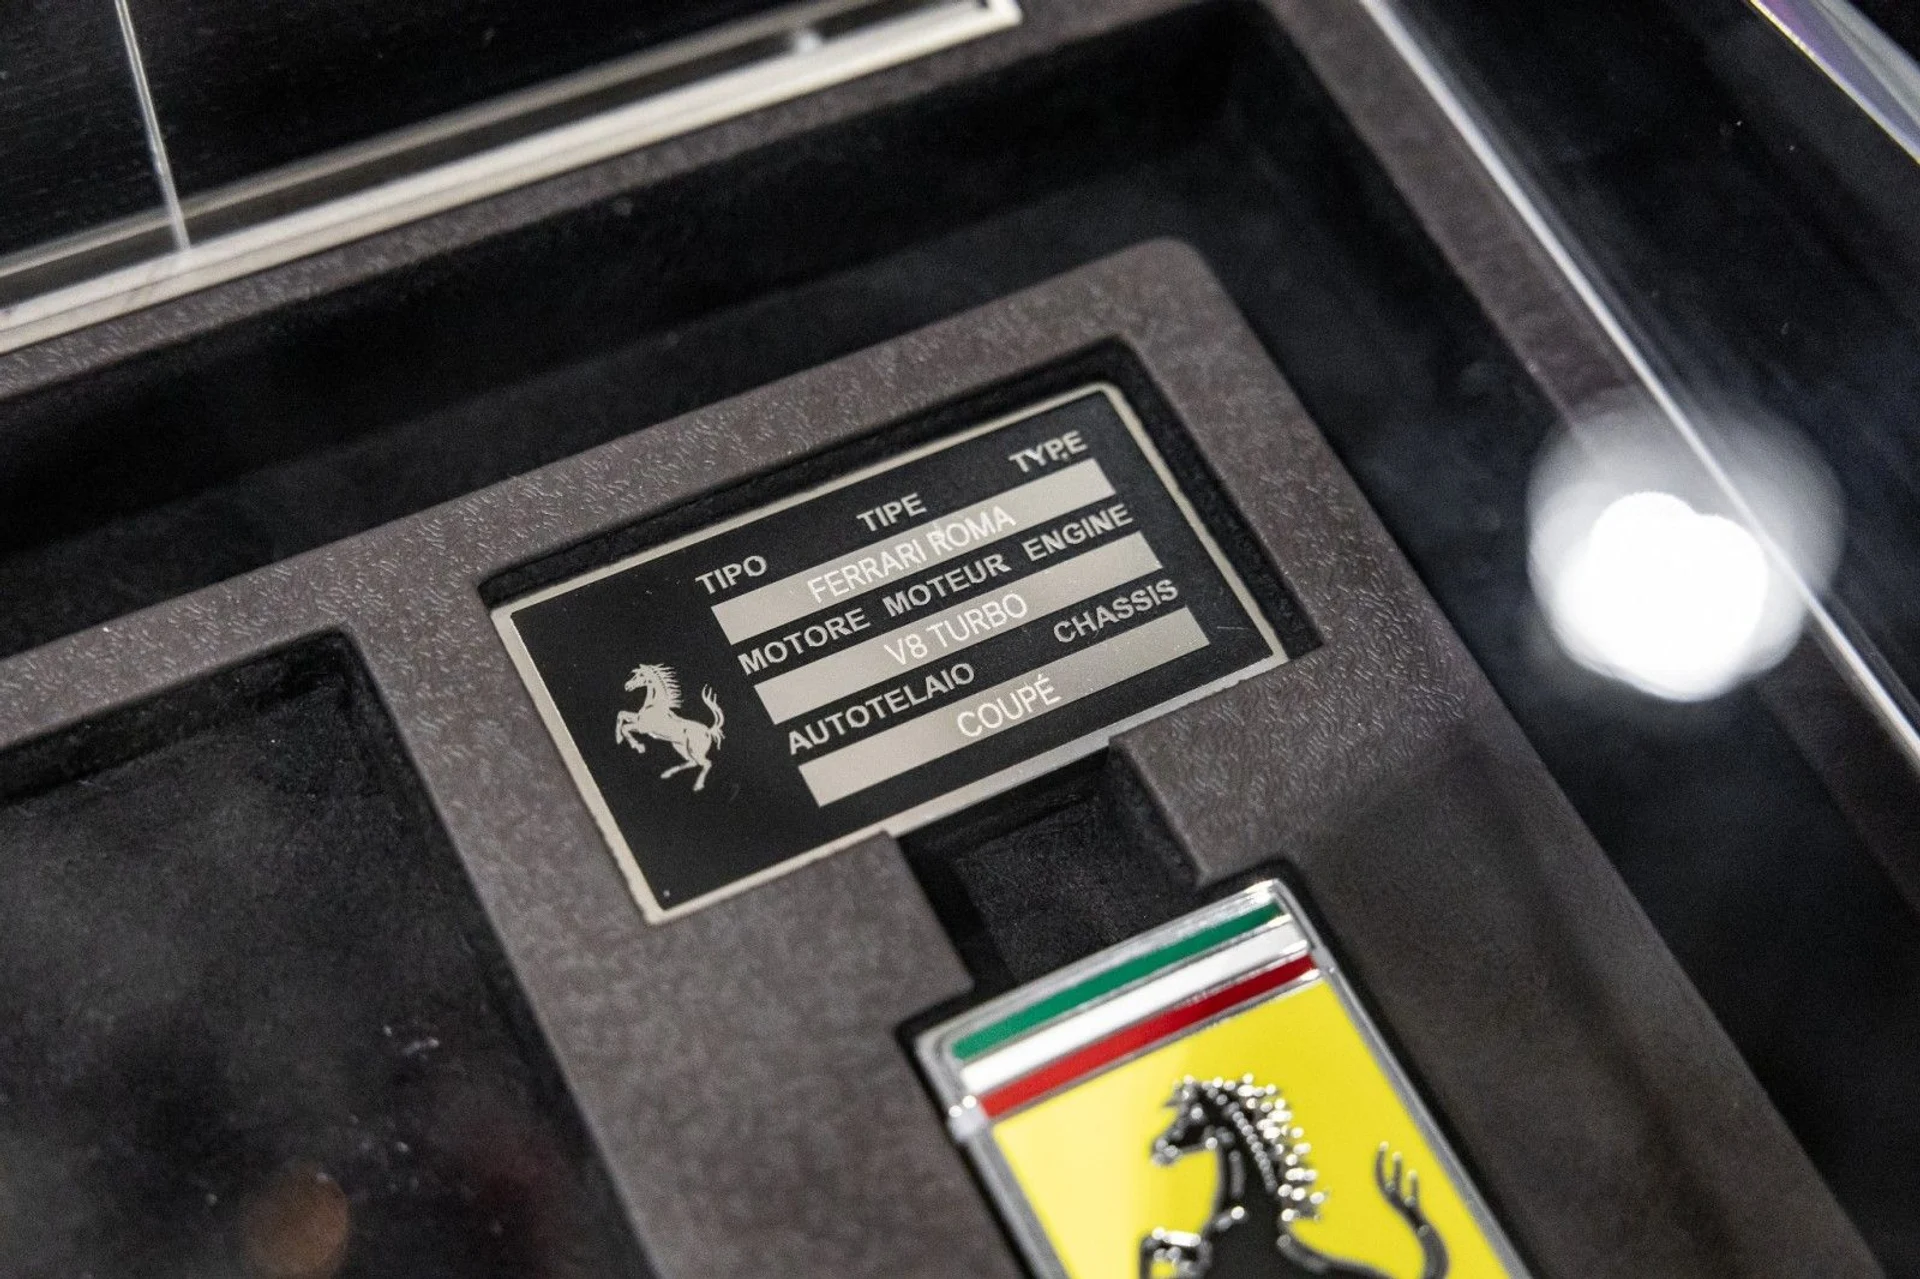 TIPO TIPE TYPE
FERRARI ROMA
MOTORE MOTEUR ENGINE
V8 TURBO
AUTOTELAIO CHASSIS
COUPÉ